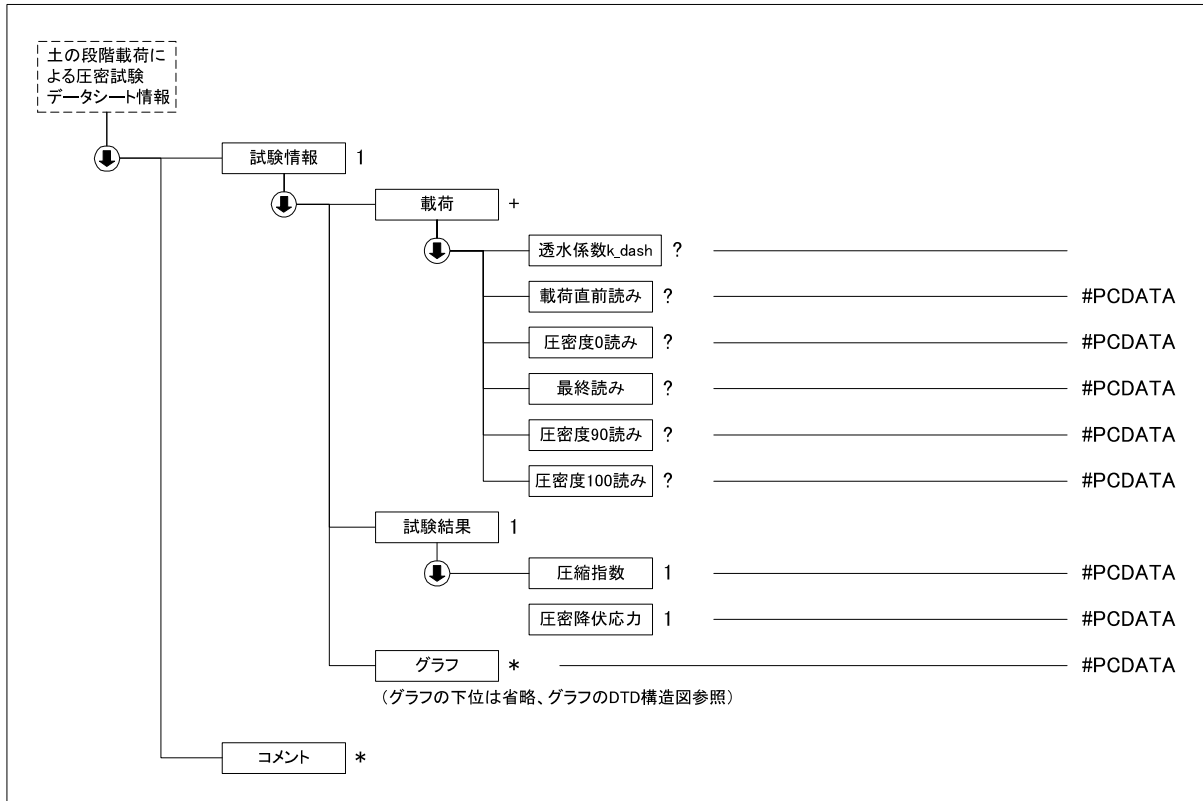 土の段階載荷に
よる圧密試験
データシート情報
試験情報 1
載荷 +
透水係数k_dash ?
載荷直前読み ? #PCDATA
圧密度0読み ? #PCDATA
最終読み ? #PCDATA
圧密度90読み ? #PCDATA
圧密度100読み ? #PCDATA
試験結果 1
圧縮指数 1 #PCDATA
圧密降伏応力 1 #PCDATA
グラフ * #PCDATA
（グラフの下位は省略、グラフのDTD構造図参照）
コメント *